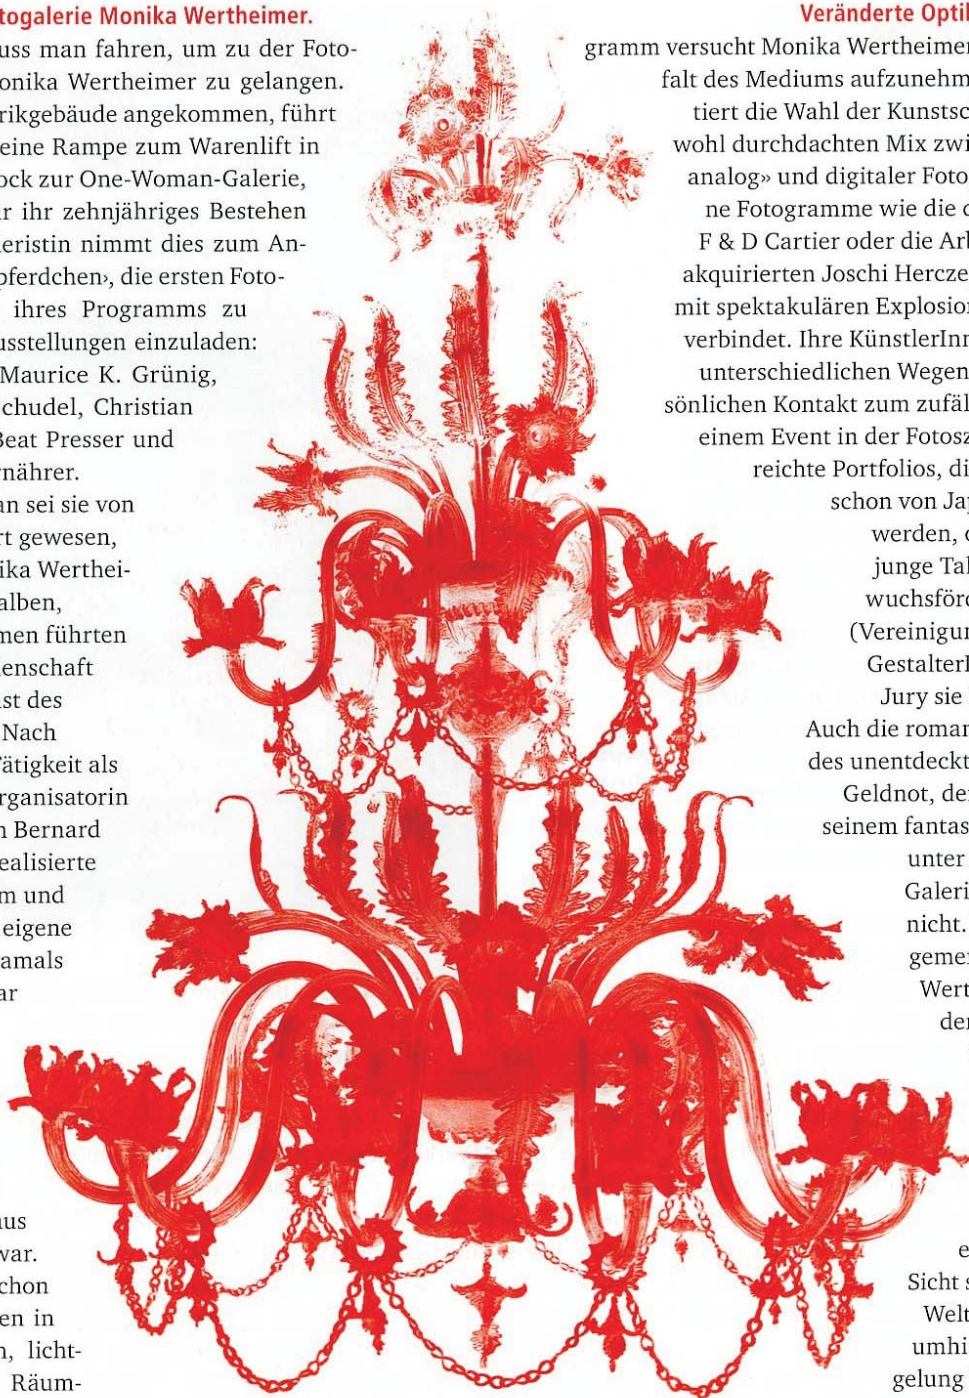 togalerie Monika Wertheimer.
uss man fahren, um zu der Foto-
onika Wertheimer zu gelangen.
rikgebäude angekommen, führt
eine Rampe zum Warenlift in
ock zur One-Woman-Galerie,
r ihr zehnjähriges Bestehen
eristin nimmt dies zum An-
pferdchen›, die ersten Foto-
ihres Programms zu
usstellungen einzuladen:
Maurice K. Grünig,
chudel, Christian
Beat Presser und
rnährer.
an sei sie von
rt gewesen,
ika Werthei-
alben,
men führten
enschaft
st des
Nach
Tätigkeit als
rganisatorin
n Bernard
ealisierte
m und
eigene
amals
ar
aus
war.
chon
en in
n, licht-
Räum-
Veränderte Optik
gramm versucht Monika Wertheimer
falt des Mediums aufzunehm
tiert die Wahl der Kunstsc
wohl durchdachten Mix zwi
analog» und digitaler Foto
ne Fotogramme wie die d
F & D Cartier oder die Arb
akquirierten Joschi Hercze
mit spektakulären Explosion
verbindet. Ihre KünstlerInn
unterschiedlichen Wegen
sönlichen Kontakt zum zufäl
einem Event in der Fotosz
reichte Portfolios, di
schon von Jap
werden, d
junge Tal
wuchsförd
(Vereinigun
Gestalterl
Jury sie
Auch die roman
des unentdeckt
Geldnot, der
seinem fantas
unter
Galeri
nicht.
gemei
Wert
der
e
Sicht s
Welt
umhi
gelung